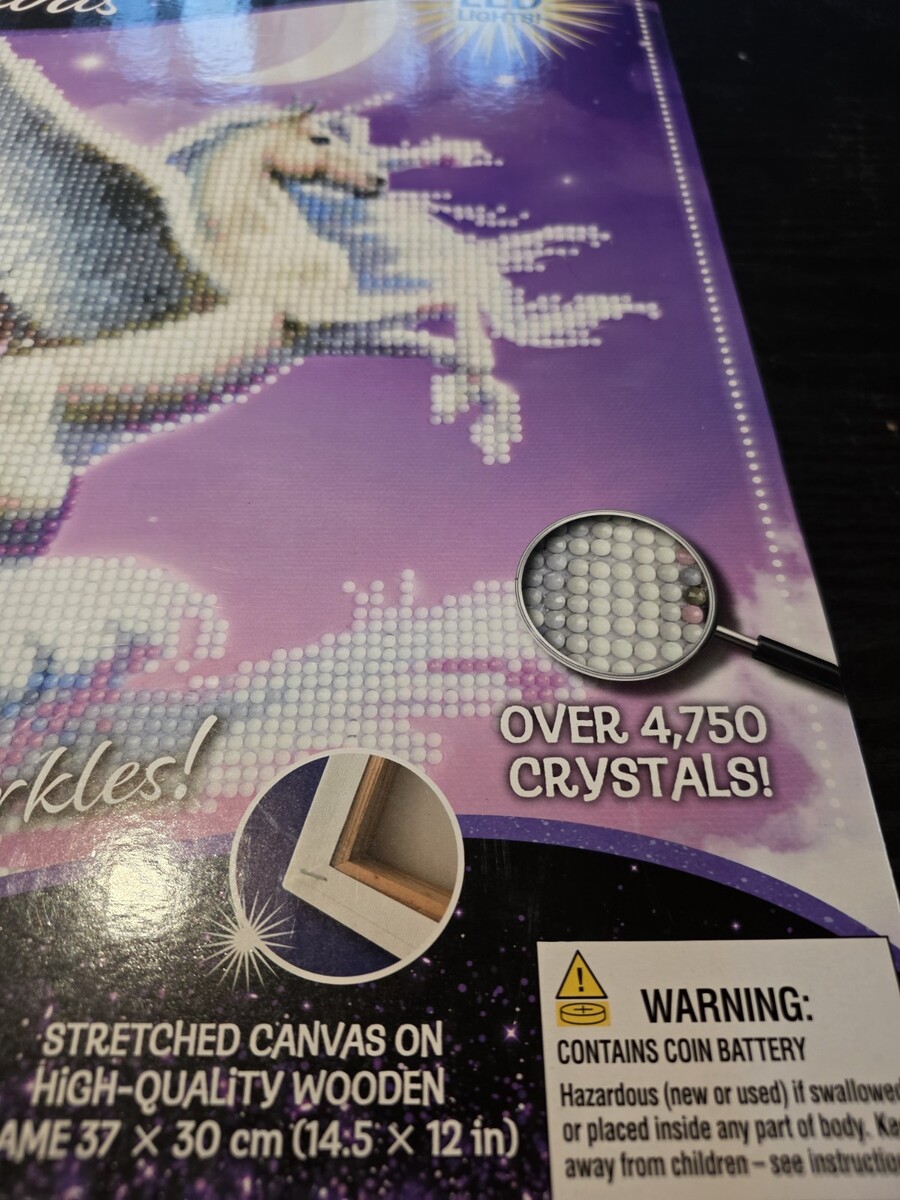 LED
LIGHTS!
OVER 4,750
CRYSTALS!
STRETCHED CANVAS ON
HIGH-QUALITY WOODEN
37 × 30 cm (14.5 × 12 in)
WARNING:
CONTAINS COIN BATTERY
Hazardous (new or used) if swallowed
or placed inside any part of body.
away from children – see